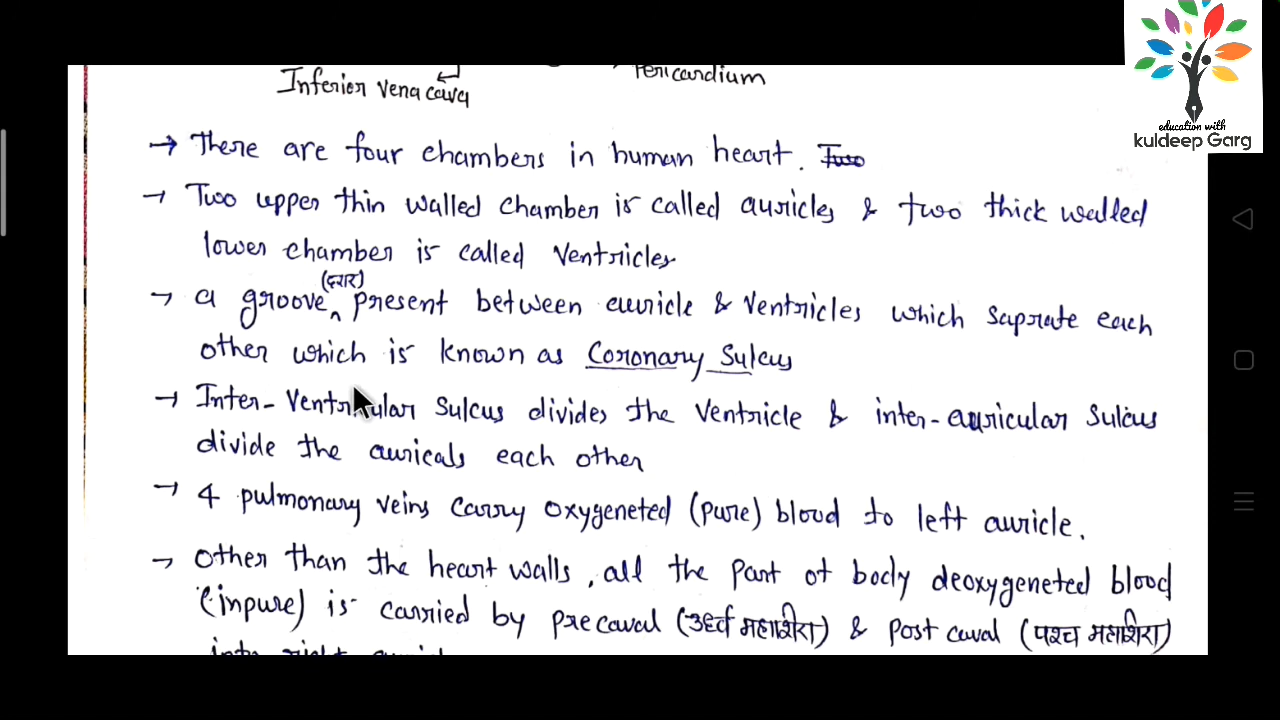 Inferior vena cava
Pericardium
education with
kuldeep Garg
→ There are four chambers in human heart. Two
→ Two upper thin walled chamber is called auricles & two thick walled
lower chamber is called Ventricles
(दरार)
→ a groove ^ present between auricle & ventricles which saprate each
other which is known as Coronary Sulcus
→ Inter-Ventricular Sulcus divides the ventricle & inter-auricular Sulcus
divide the auricals each other
→ 4 pulmonary veins carry oxygeneted (pure) blood to left auricle.
→ Other than the heart walls, all the part of body deoxygeneted blood
(inpure) is carried by precaval (महाशिरा) & post caval (पश्च महाशिरा)
into right